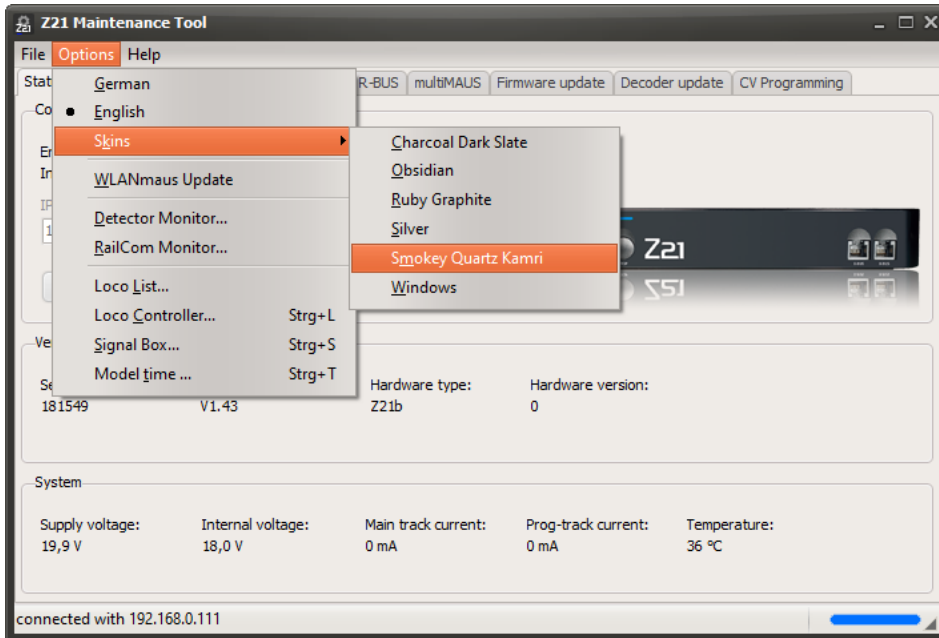 Z21 Maintenance Tool
File Options Help
R-BUS multiMAUS Firmware update Decoder update CV Programming
German
English
Skins
WLANmaus Update
Detector Monitor...
RailCom Monitor...
Loco List...
Loco Controller... Strg+L
Signal Box... Strg+S
Model time ... Strg+T
Charcoal Dark Slate
Obsidian
Ruby Graphite
Silver
Smokey Quartz Kamri
Windows
Z21
Hardware type: Hardware version:
181549 V1.43 Z21b 0
System
Supply voltage: Internal voltage: Main track current: Prog-track current: Temperature:
19,9 V 18,0 V 0 mA 0 mA 36 °C
connected with 192.168.0.111